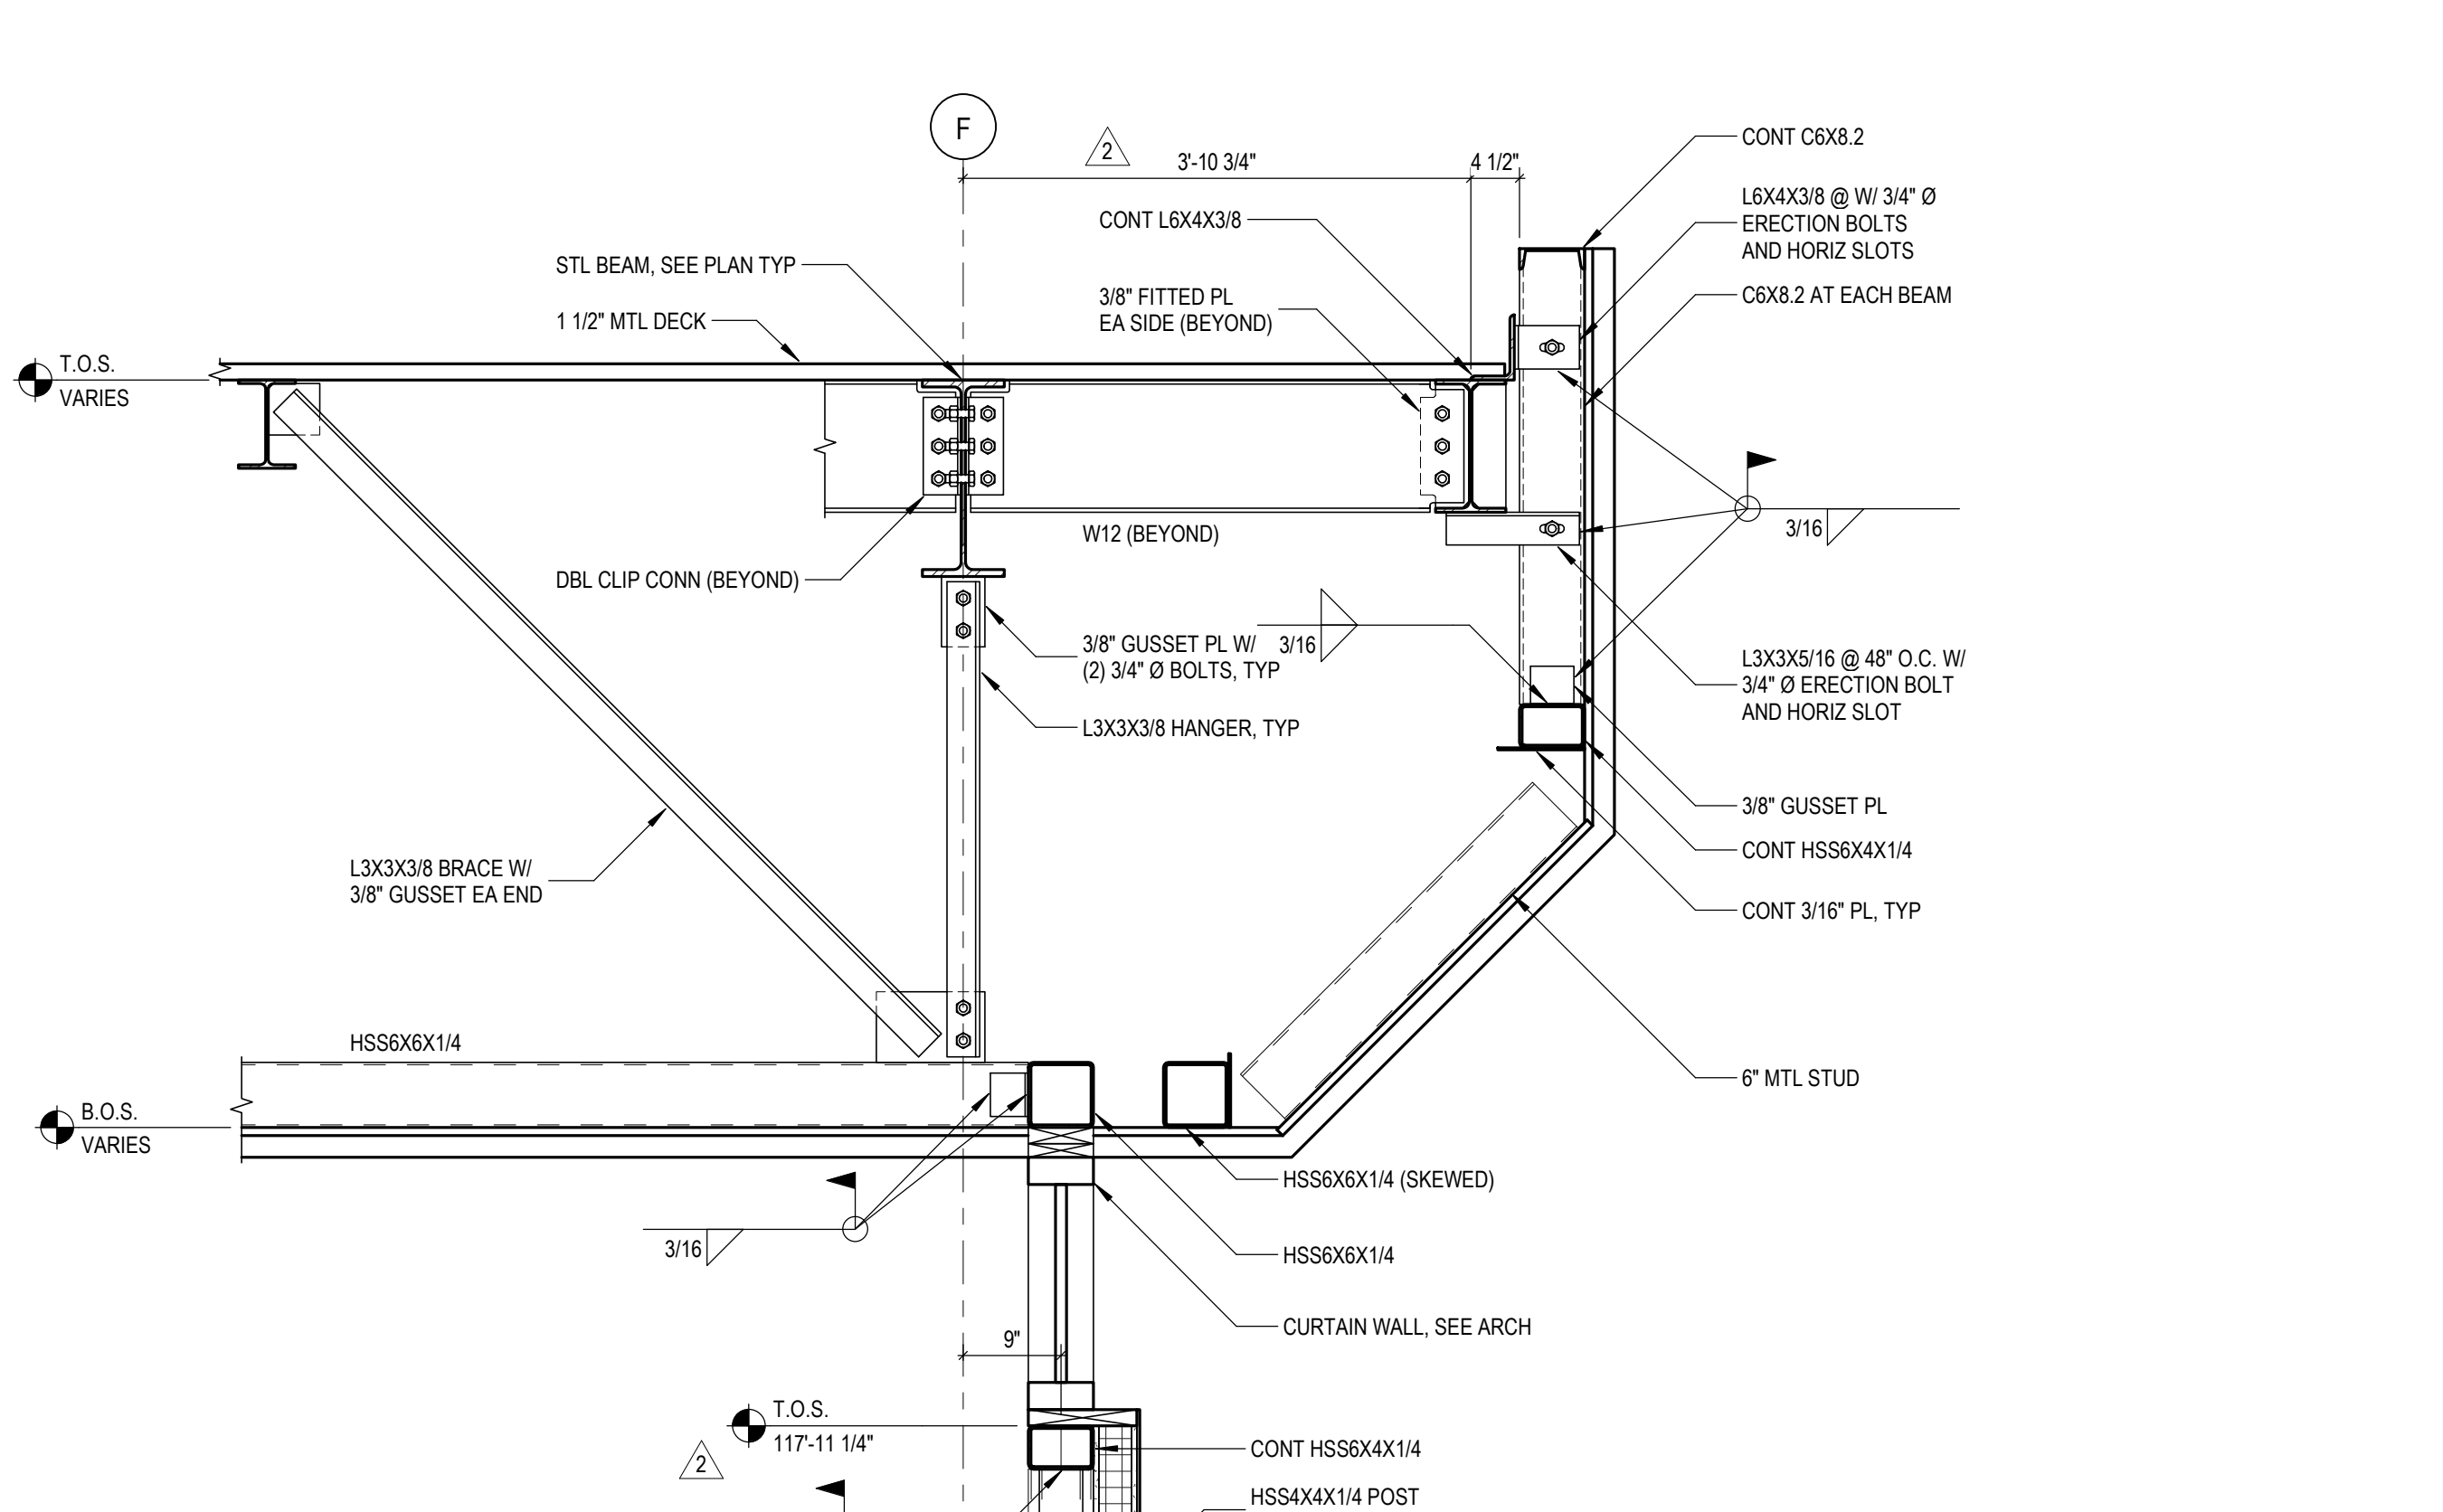 F
2
3'-10 3/4"
4 1/2"
CONT C6X8.2
L6X4X3/8 @ W/ 3/4" Ø
ERECTION BOLTS
AND HORIZ SLOTS
CONT L6X4X3/8
STL BEAM, SEE PLAN TYP
3/8" FITTED PL
EA SIDE (BEYOND)
C6X8.2 AT EACH BEAM
1 1/2" MTL DECK
T.O.S.
VARIES
W12 (BEYOND)
3/16
DBL CLIP CONN (BEYOND)
3/8" GUSSET PL W/
(2) 3/4" Ø BOLTS, TYP
3/16
L3X3X5/16 @ 48" O.C. W/
3/4" Ø ERECTION BOLT
AND HORIZ SLOT
L3X3X3/8 HANGER, TYP
3/8" GUSSET PL
CONT HSS6X4X1/4
L3X3X3/8 BRACE W/
3/8" GUSSET EA END
CONT 3/16" PL, TYP
HSS6X6X1/4
6" MTL STUD
B.O.S.
VARIES
HSS6X6X1/4 (SKEWED)
3/16
HSS6X6X1/4
CURTAIN WALL, SEE ARCH
9"
T.O.S.
117'-11 1/4"
2
CONT HSS6X4X1/4
HSS4X4X1/4 POST